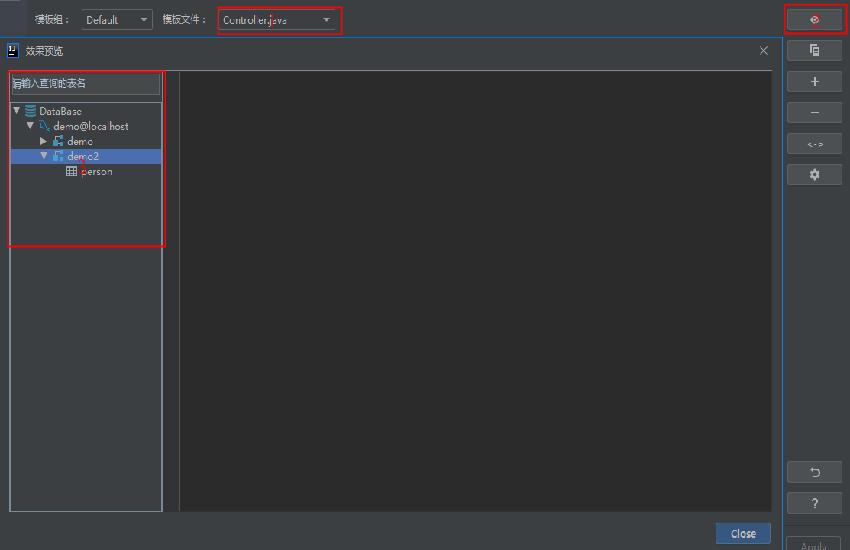 模板组： Default 模板文件： Controller.java
效果预览
请输入查询的表名
DataBase
demo@localhost
demo
demo2
person
Close
Apply